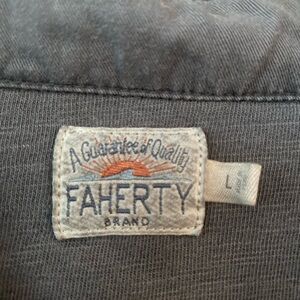 A Guarantee of Quality
FAHERTY
BRAND
L